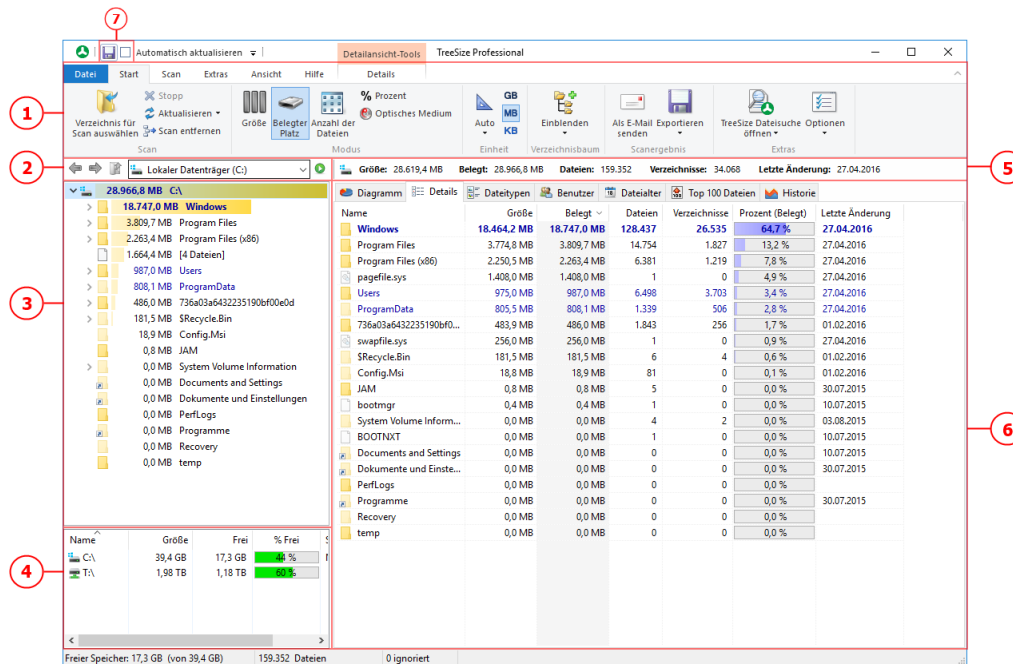 7
Automatisch aktualisieren
Detailansicht-Tools
TreeSize Professional
Datei Start Scan Extras Ansicht Hilfe Details
1
Verzeichnis für Scan auswählen
Stopp
Aktualisieren
Scan entfernen
Scan
Größe
Belegter Platz
Anzahl der Dateien
% Prozent
Optisches Medium
Modus
Auto
GB
MB
KB
Einheit
Einblenden
Verzeichnisbaum
Als E-Mail senden
Exportieren
Scanergebnis
TreeSize Dateisuche öffnen
Optionen
Extras
2
Lokaler Datenträger (C:)
Größe: 28.619,4 MB Belegt: 28.966,8 MB Dateien: 159.352 Verzeichnisse: 34.068 Letzte Änderung: 27.04.2016
5
3
28.966,8 MB C:\
18.747,0 MB Windows
3.809,7 MB Program Files
2.263,4 MB Program Files (x86)
1.664,4 MB [4 Dateien]
987,0 MB Users
808,1 MB ProgramData
486,0 MB 736a03a6432235190bf00e0d
181,5 MB $Recycle.Bin
18,9 MB Config.Msi
0,8 MB JAM
0,0 MB System Volume Information
0,0 MB Documents and Settings
0,0 MB Dokumente und Einstellungen
0,0 MB PerfLogs
0,0 MB Programme
0,0 MB Recovery
0,0 MB temp
Diagramm Details Dateitypen Benutzer Dateialter Top 100 Dateien Historie
Name Größe Belegt Dateien Verzeichnisse Prozent (Belegt) Letzte Änderung
Windows 18.464,2 MB 18.747,0 MB 128.437 26.535 64,7 % 27.04.2016
Program Files 3.774,8 MB 3.809,7 MB 14.754 1.827 13,2 % 27.04.2016
Program Files (x86) 2.250,5 MB 2.263,4 MB 6.381 1.219 7,8 % 27.04.2016
pagefile.sys 1.408,0 MB 1.408,0 MB 1 0 4,9 % 27.04.2016
Users 975,0 MB 987,0 MB 6.498 3.703 3,4 % 27.04.2016
ProgramData 805,5 MB 808,1 MB 1.339 506 2,8 % 27.04.2016
736a03a6432235190bf0... 483,9 MB 486,0 MB 1.843 256 1,7 % 01.02.2016
swapfile.sys 256,0 MB 256,0 MB 1 0 0,9 % 27.04.2016
$Recycle.Bin 181,5 MB 181,5 MB 6 4 0,6 % 01.02.2016
Config.Msi 18,8 MB 18,9 MB 81 0 0,1 % 01.02.2016
JAM 0,8 MB 0,8 MB 5 0 0,0 % 30.07.2015
bootmgr 0,4 MB 0,4 MB 1 0 0,0 % 10.07.2015
System Volume Inform... 0,0 MB 0,0 MB 4 2 0,0 % 03.08.2015
BOOTNXT 0,0 MB 0,0 MB 1 0 0,0 % 10.07.2015
Documents and Settings 0,0 MB 0,0 MB 0 0 0,0 % 10.07.2015
Dokumente und Einste... 0,0 MB 0,0 MB 0 0 0,0 % 30.07.2015
PerfLogs 0,0 MB 0,0 MB 0 0 0,0 %
Programme 0,0 MB 0,0 MB 0 0 0,0 % 30.07.2015
Recovery 0,0 MB 0,0 MB 0 0 0,0 %
temp 0,0 MB 0,0 MB 0 0 0,0 %
6
4
Name Größe Frei % Frei
C:\ 39,4 GB 17,3 GB 44 %
T:\ 1,98 TB 1,18 TB 60 %
Freier Speicher: 17,3 GB (von 39,4 GB) 159.352 Dateien 0 ignoriert